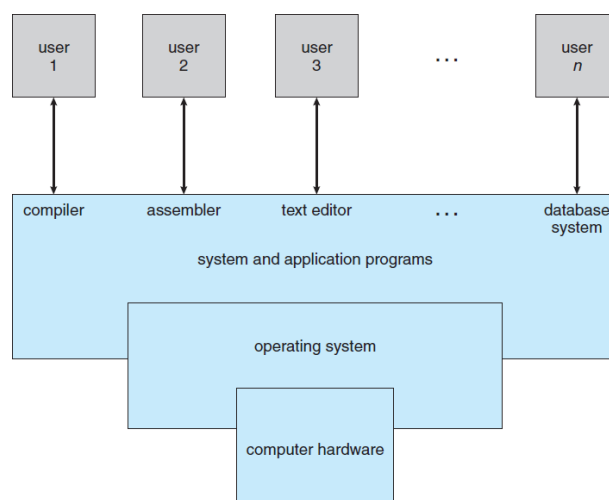 user
1
user
2
user
3
...
user
n
compiler
assembler
text editor
...
database
system
system and application programs
operating system
computer hardware